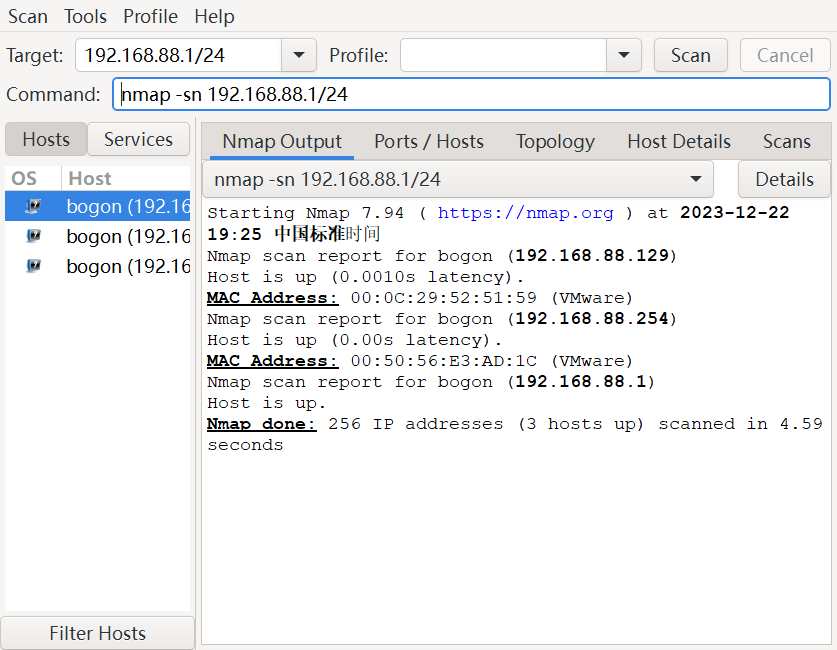 Scan Tools Profile Help
Target: 192.168.88.1/24 Profile: Scan Cancel
Command: nmap -sn 192.168.88.1/24
Hosts Services
OS Host
bogon (192.16
bogon (192.16
bogon (192.16
Filter Hosts
Nmap Output Ports / Hosts Topology Host Details Scans
nmap -sn 192.168.88.1/24 Details
Starting Nmap 7.94 ( https://nmap.org ) at 2023-12-22
19:25 中国标准时间
Nmap scan report for bogon (192.168.88.129)
Host is up (0.0010s latency).
MAC Address: 00:0C:29:52:51:59 (VMware)
Nmap scan report for bogon (192.168.88.254)
Host is up (0.00s latency).
MAC Address: 00:50:56:E3:AD:1C (VMware)
Nmap scan report for bogon (192.168.88.1)
Host is up.
Nmap done: 256 IP addresses (3 hosts up) scanned in 4.59
seconds